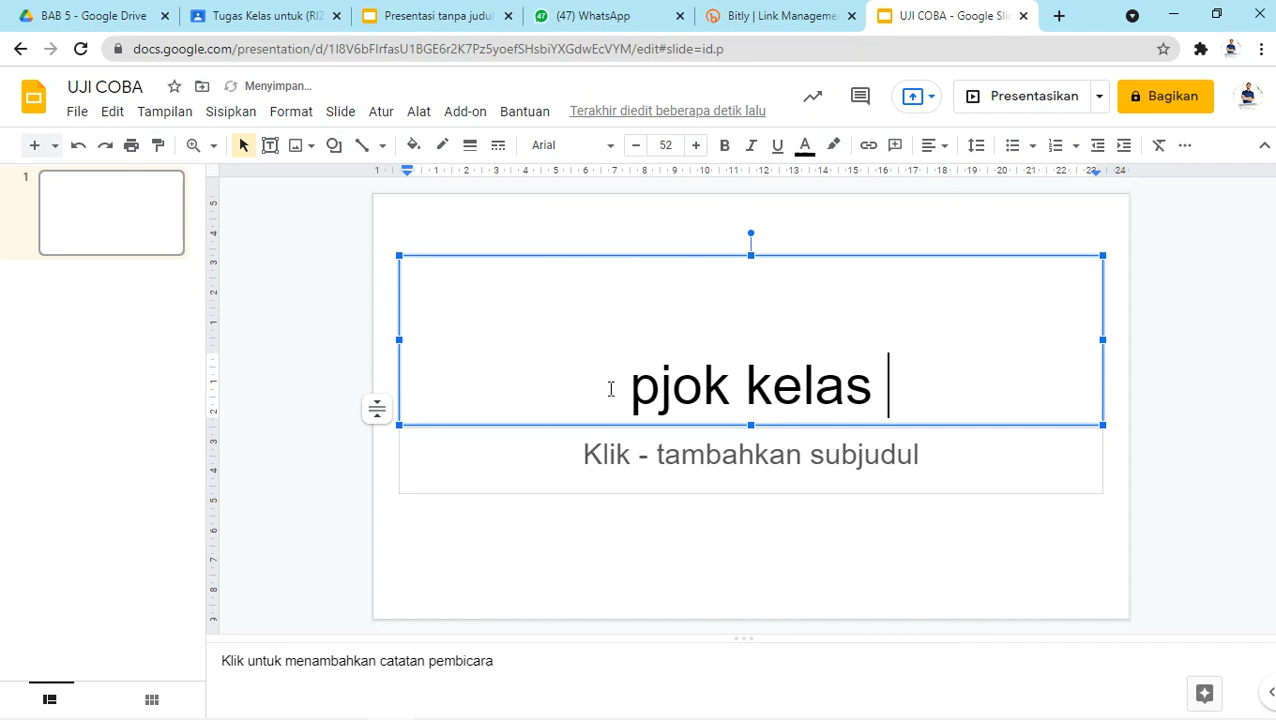 BAB 5 - Google Drive
Tugas Kelas untuk (RIZ
Presentasi tanpa judul
(47) WhatsApp
Bitly | Link Manageme
UJI COBA - Google Sli
docs.google.com/presentation/d/1I8V6bFIrfasU1BGE6r2K7Pz5yoefSHsbiYXGdwEcVYM/edit#slide=id.p
UJI COBA
Menyimpan...
File Edit Tampilan Sisipkan Format Slide Atur Alat Add-on Bantuan
Terakhir diedit beberapa detik lalu
Presentasikan
Bagikan
Arial
52
1
pjok kelas
Klik - tambahkan subjudul
Klik untuk menambahkan catatan pembicara